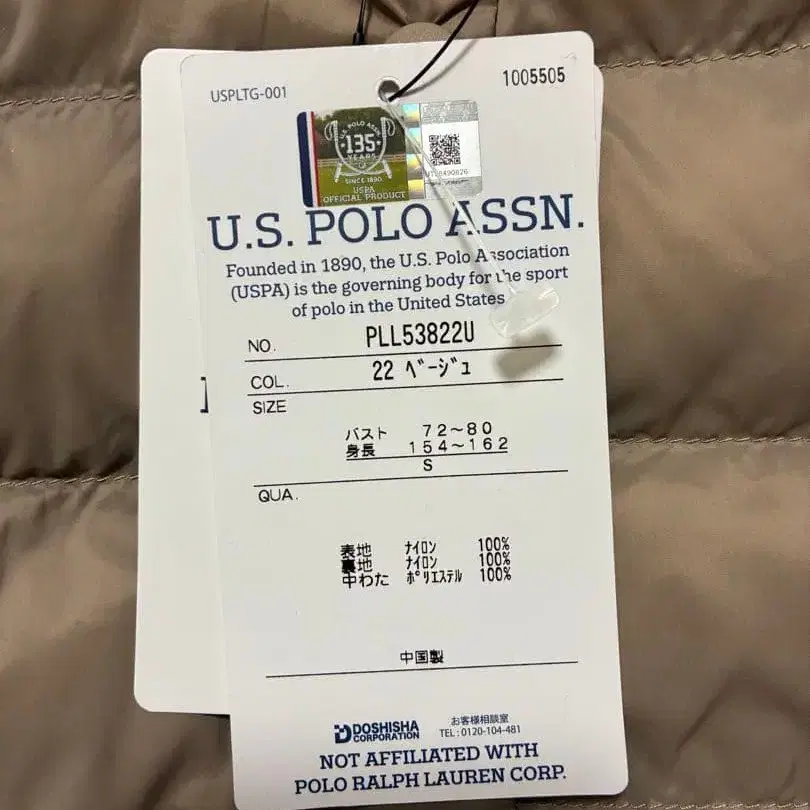 USPLTG-001
1005505
U.S. POLO ASSN
135
YEARS
SINCE 1890
USPA
OFFICIAL PRODUCT
U.S. POLO ASSN.
Founded in 1890, the U.S. Polo Association
(USPA) is the governing body for the sport
of polo in the United States
NO. PLL53822U
COL. 22 ﾍﾞｰｼﾞｭ
SIZE
バスト 72~80
身長 154~162
S
QUA.
表地 ﾅｲﾛﾝ 100%
裏地 ﾅｲﾛﾝ 100%
中わた ﾎﾟﾘｴｽﾃﾙ 100%
中国製
DOSHISHA
CORPORATION
お客様相談室
TEL:0120-104-481
NOT AFFILIATED WITH
POLO RALPH LAUREN CORP.